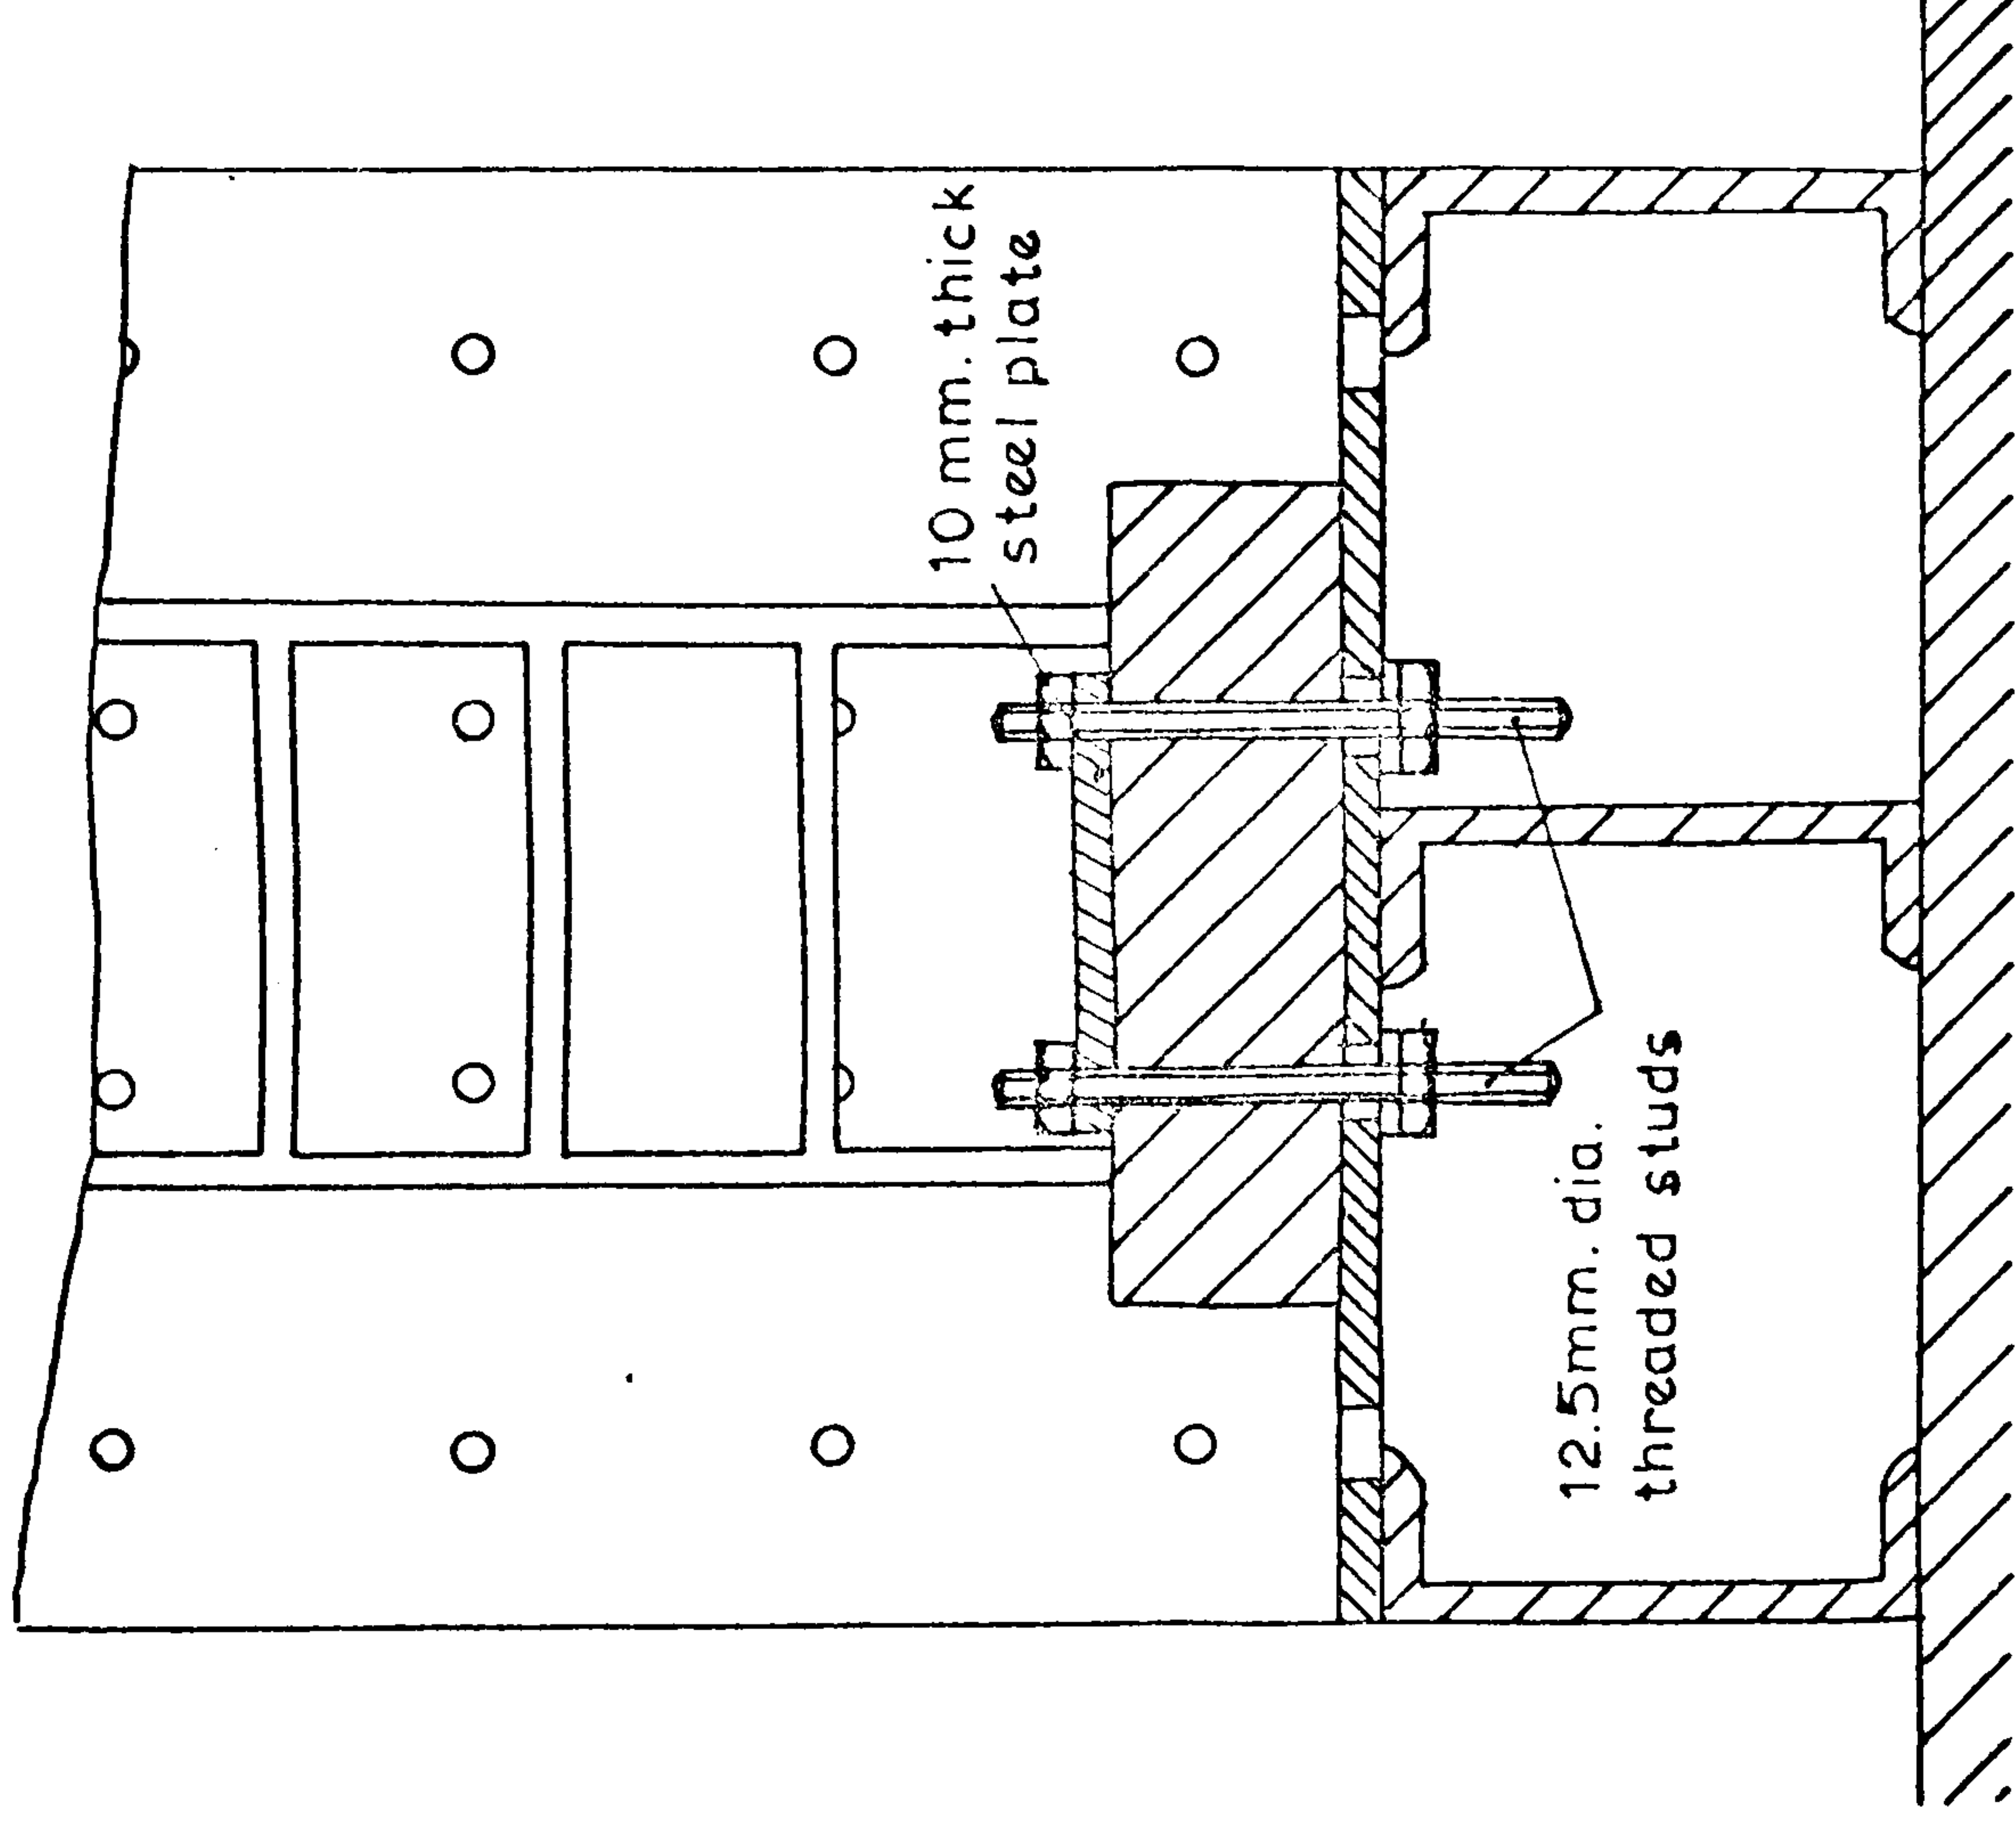 10 mm. thick
steel plate
12.5mm. dia.
threaded studs